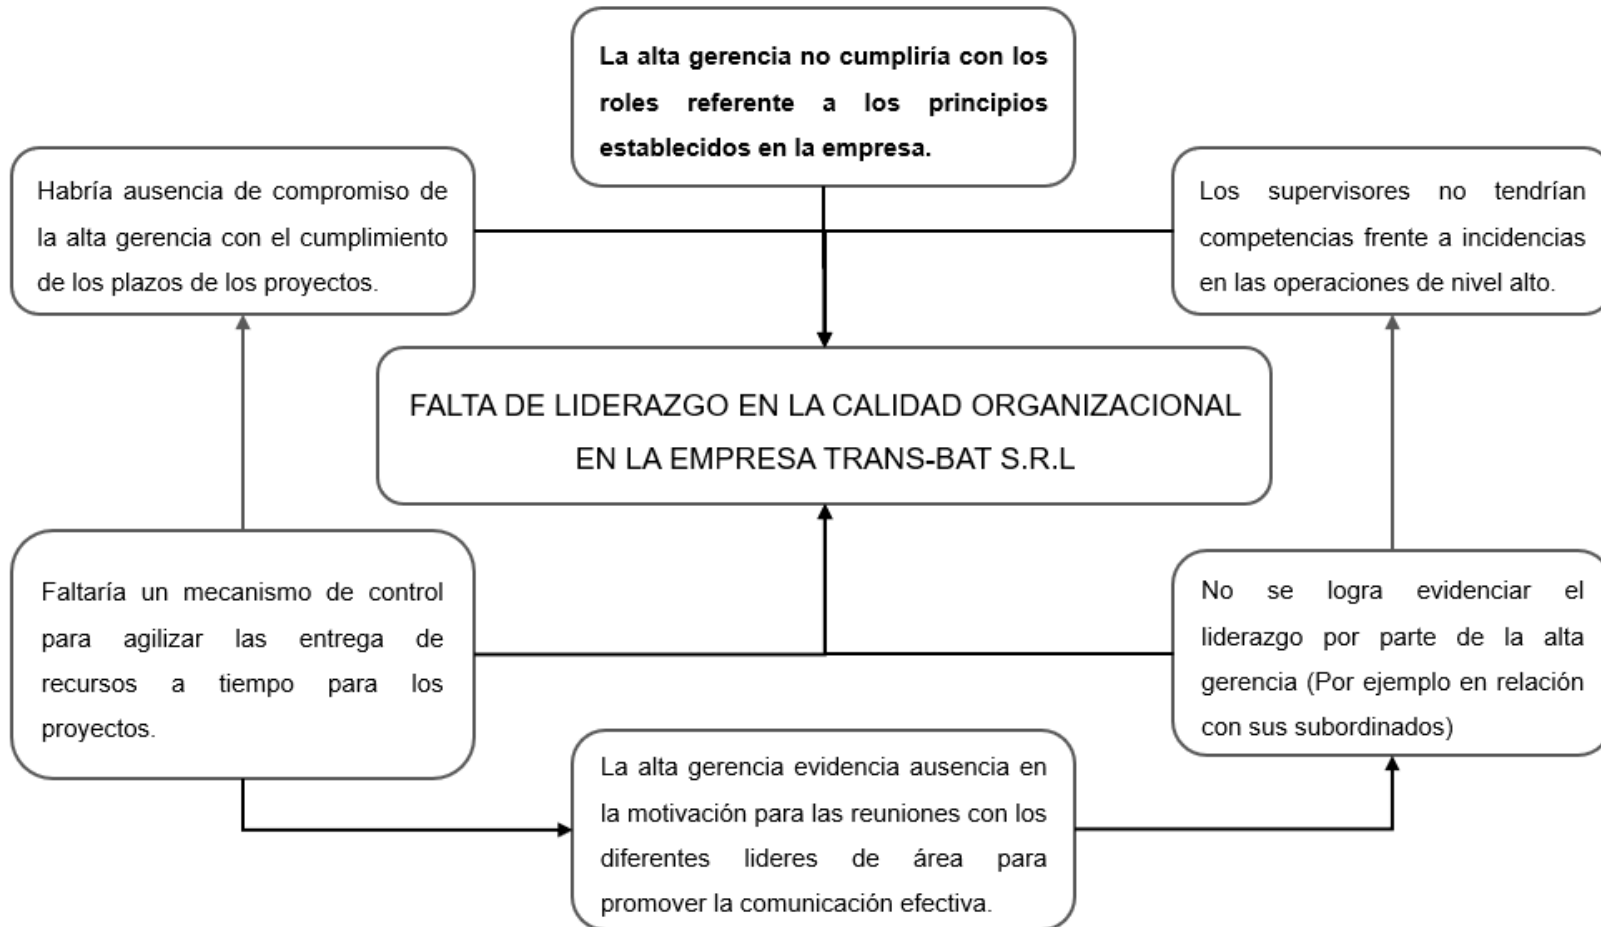 La alta gerencia no cumpliría con los
roles referente a los principios
establecidos en la empresa.
Habría ausencia de compromiso de
la alta gerencia con el cumplimiento
de los plazos de los proyectos.
Los supervisores no tendrían
competencias frente a incidencias
en las operaciones de nivel alto.
FALTA DE LIDERAZGO EN LA CALIDAD ORGANIZACIONAL
EN LA EMPRESA TRANS-BAT S.R.L
Faltaría un mecanismo de control
para agilizar las entrega de
recursos a tiempo para los
proyectos.
No se logra evidenciar el
liderazgo por parte de la alta
gerencia (Por ejemplo en relación
con sus subordinados)
La alta gerencia evidencia ausencia en
la motivación para las reuniones con los
diferentes lideres de área para
promover la comunicación efectiva.